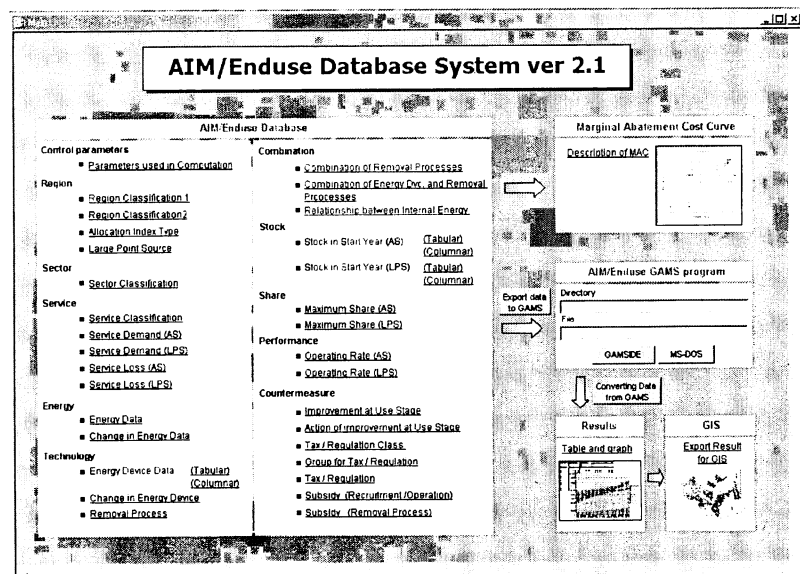 AIM/Enduse Database System ver 2.1
AIM/Enduse Database
Control parameters
Parameters used in Computation
Region
Region Classification 1
Region Classification2
Allocation Index Type
Large Point Source
Sector
Sector Classification
Service
Service Classification
Service Demand (AS)
Service Demand (LPS)
Service Loss (AS)
Service Loss (LPS)
Energy
Energy Data
Change in Energy Data
Technology
Energy Device Data (Tabular)
(Columnar)
Change in Energy Device
Removal Process
Combination
Combination of Removal Processes
Combination of Energy Dvc. and Removal
Processes
Relationship between Internal Energy
Stock
Stock in Start Year (AS) (Tabular)
(Columnar)
Stock in Start Year (LPS) (Tabular)
(Columnar)
Share
Maximum Share (AS)
Maximum Share (LPS)
Performance
Operating Rate (AS)
Operating Rate (LPS)
Countermeasure
Improvement at Use Stage
Action of improvement at Use Stage
Tax / Regulation Class
Group for Tax / Regulation
Tax / Regulation
Subsidy (Recruitment /Operation)
Subsidy (Removal Process)
Marginal Abatement Cost Curve
Description of MAC
Export data
to GAMS
AIM/Enduse GAMS program
Directory
GAMSIDE MS-DOS
Converting Data
from GAMS
Results
Table and graph
GIS
Export Result
for GIS